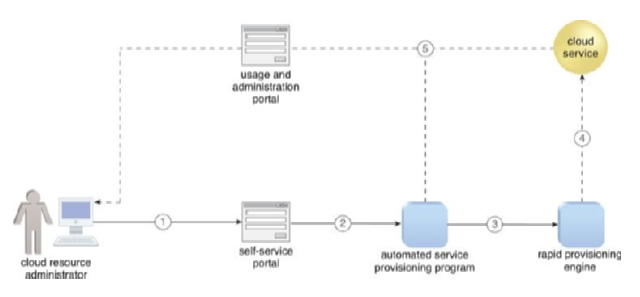 5
cloud
service
usage and
administration
portal
4
1
2
3
cloud resource
administrator
self-service
portal
automated service
provisioning program
rapid provisioning
engine